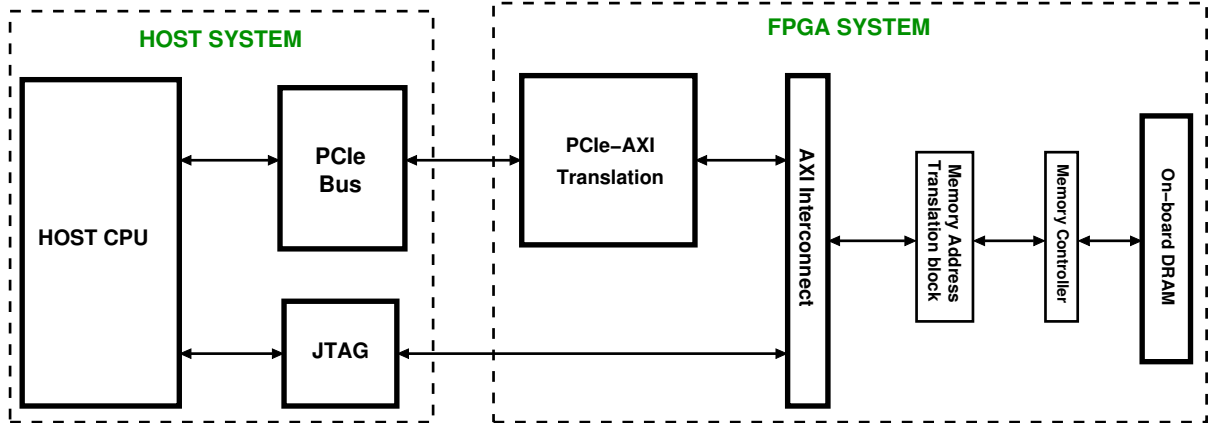 HOST SYSTEM
FPGA SYSTEM
HOST CPU
PCIe
Bus
JTAG
PCIe−AXI
Translation
AXI Interconnect
Memory Address
Translation block
Memory Controller
On−board DRAM